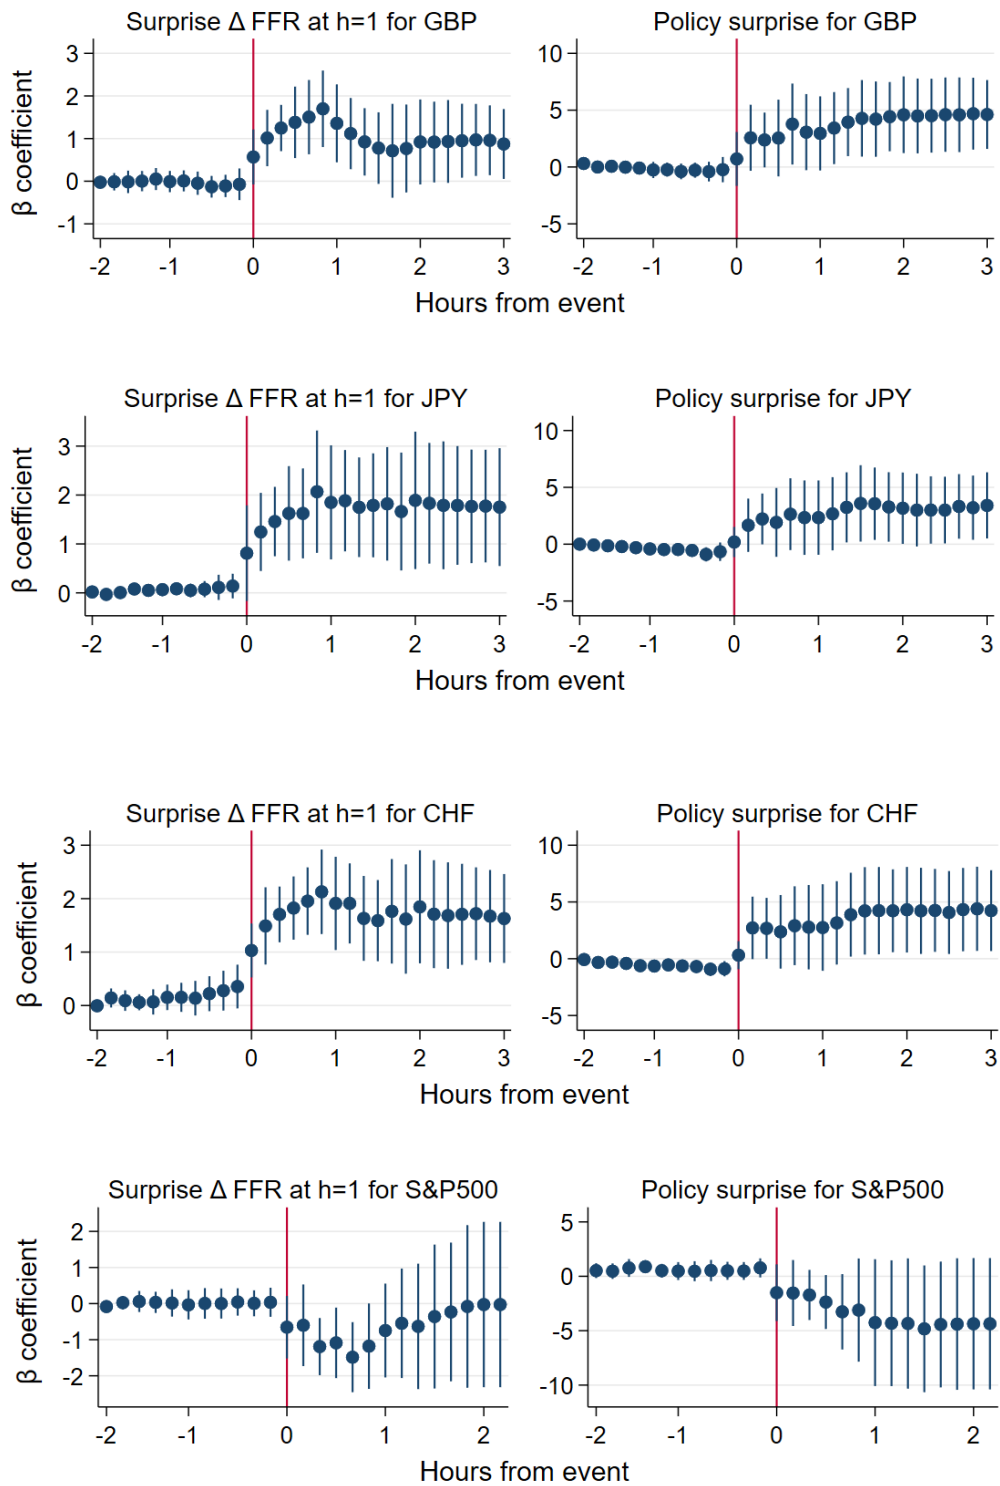 Surprise Δ FFR at h=1 for GBP
Policy surprise for GBP
β coefficient
3
2
1
0
-1
-2 -1 0 1 2 3
10
5
0
-5
-2 -1 0 1 2 3
Hours from event
Surprise Δ FFR at h=1 for JPY
Policy surprise for JPY
β coefficient
3
2
1
0
-2 -1 0 1 2 3
10
5
0
-5
-2 -1 0 1 2 3
Hours from event
Surprise Δ FFR at h=1 for CHF
Policy surprise for CHF
β coefficient
3
2
1
0
-2 -1 0 1 2 3
10
5
0
-5
-2 -1 0 1 2 3
Hours from event
Surprise Δ FFR at h=1 for S&P500
Policy surprise for S&P500
β coefficient
2
1
0
-1
-2
-2 -1 0 1 2
5
0
-5
-10
-2 -1 0 1 2
Hours from event